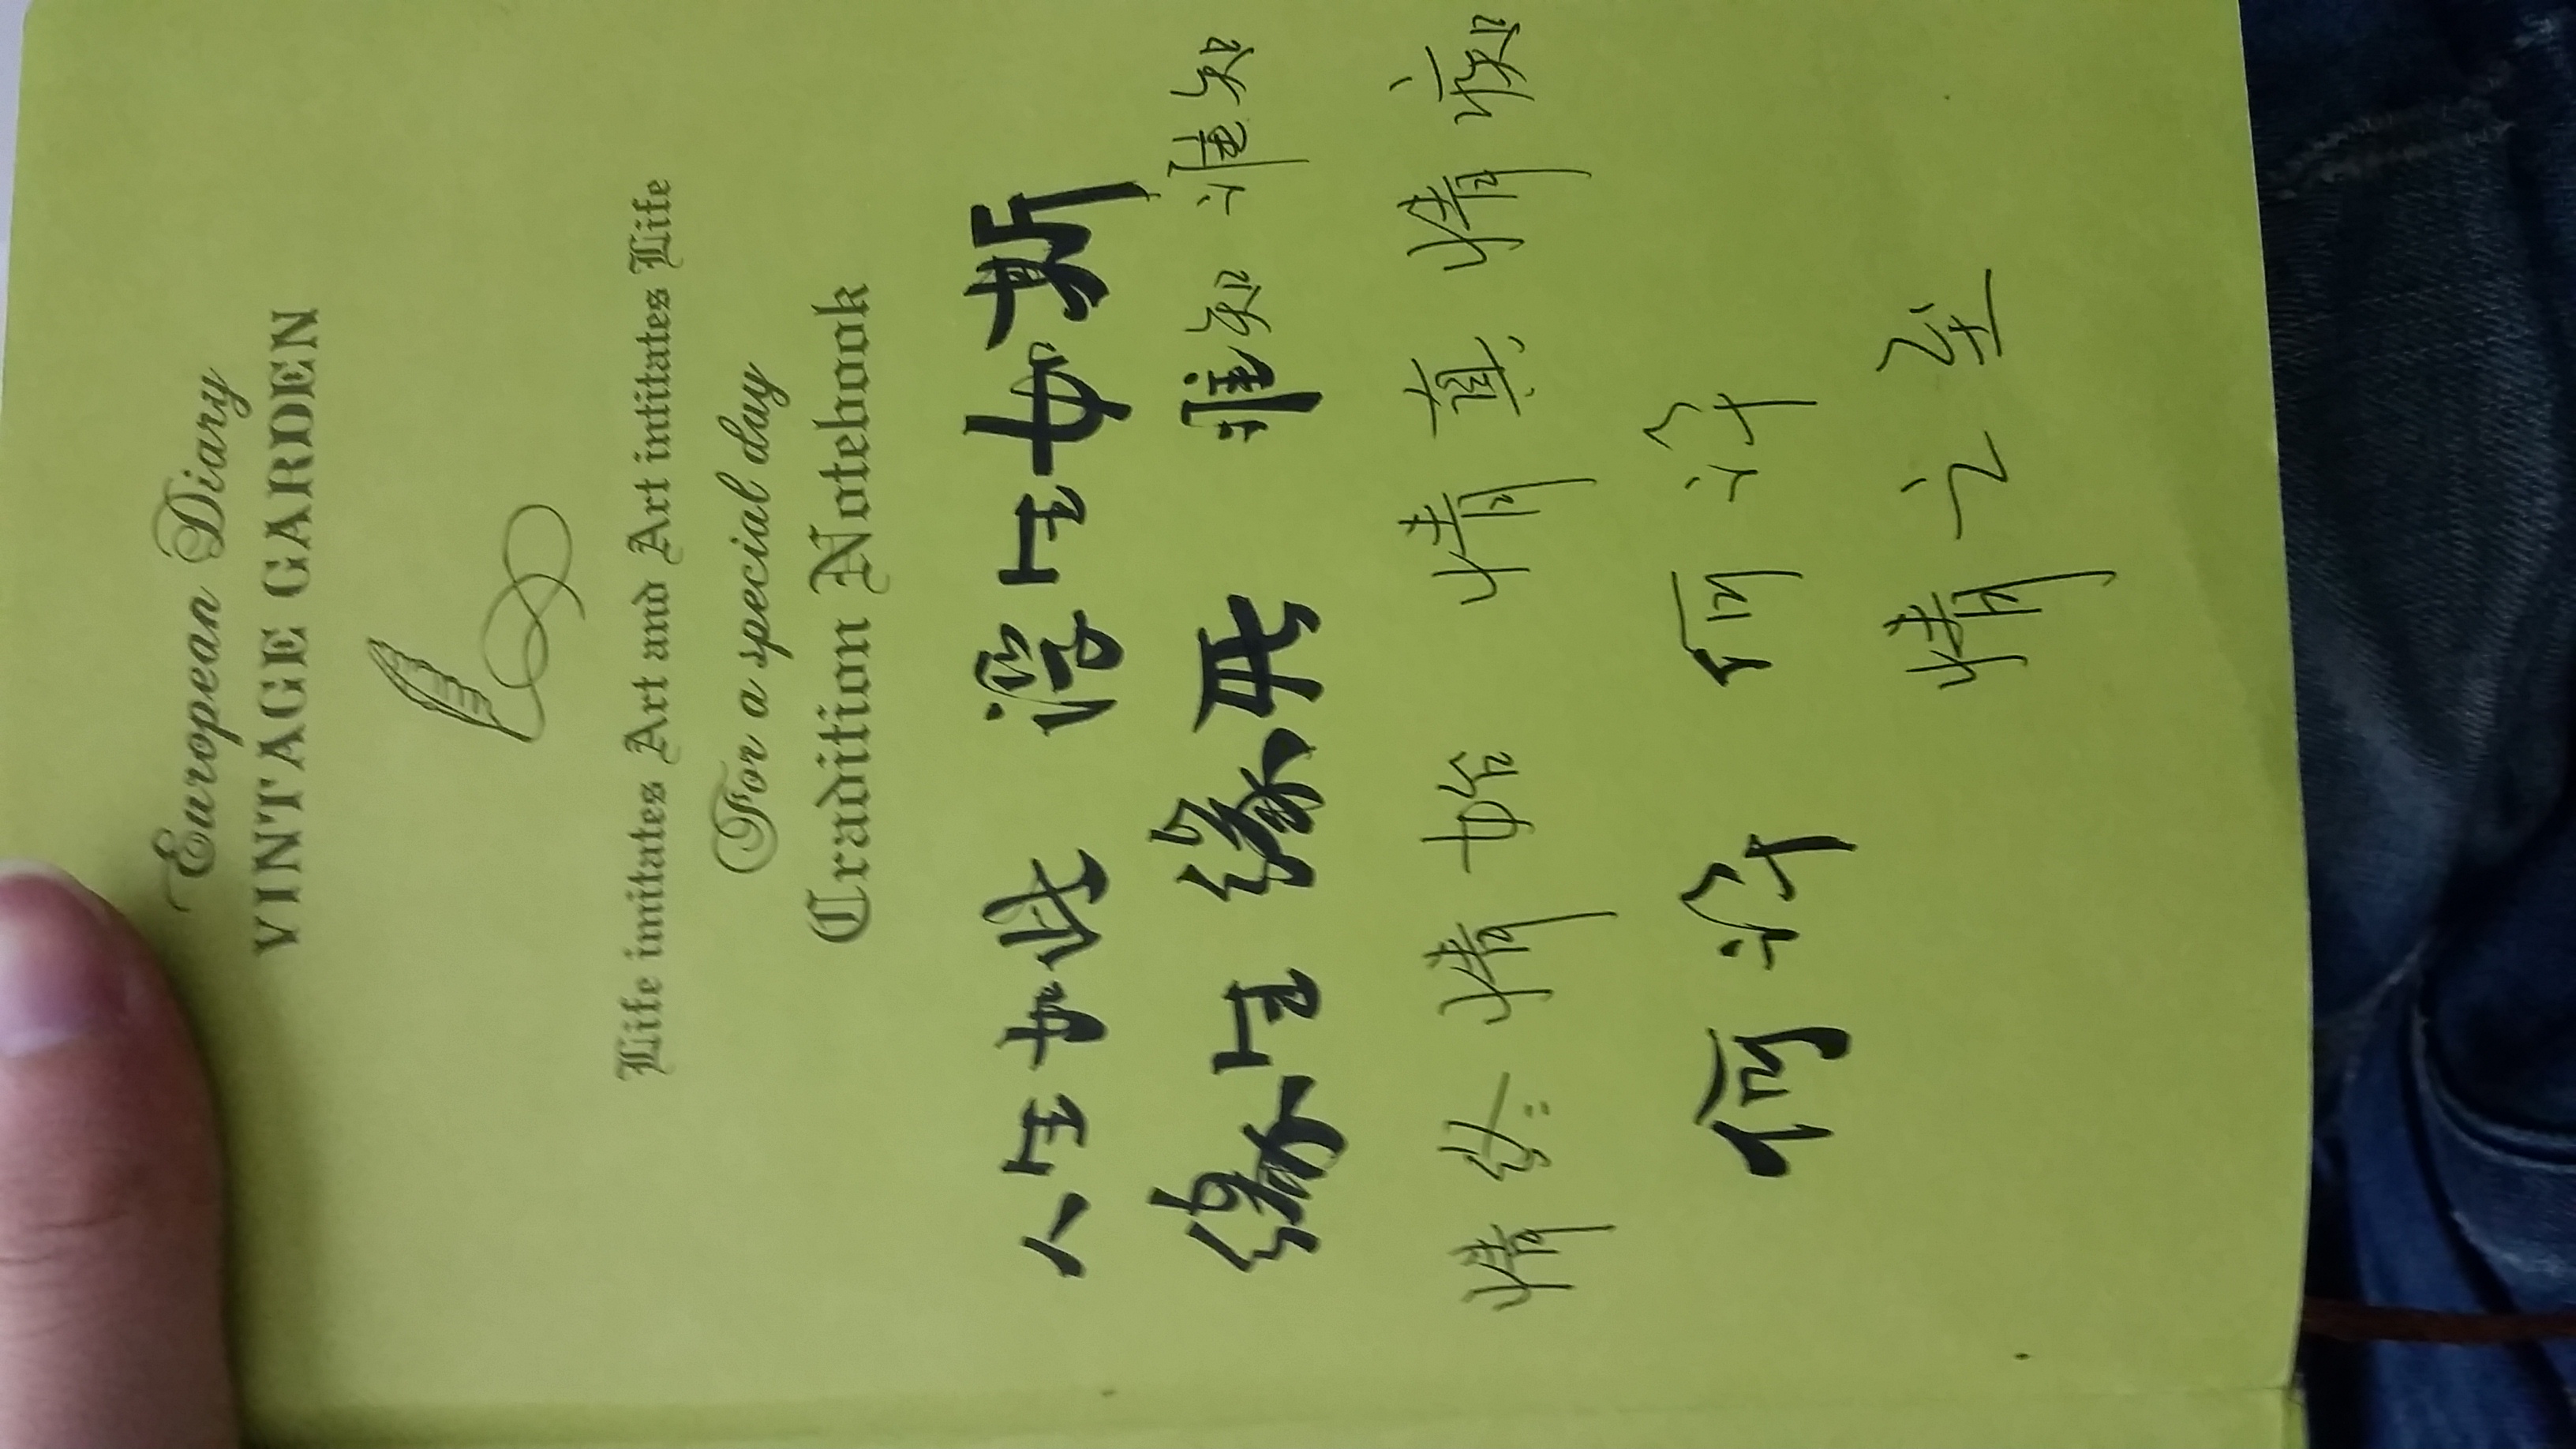 European Diary
VINTAGE GARDEN
Life imitates Art and Art intitates Life
For a special day
Cradition Notebook
人生如此 浮生如斯
缘生缘死 谁知谁知
情终情始 情真情痴
何许 何许
情之至